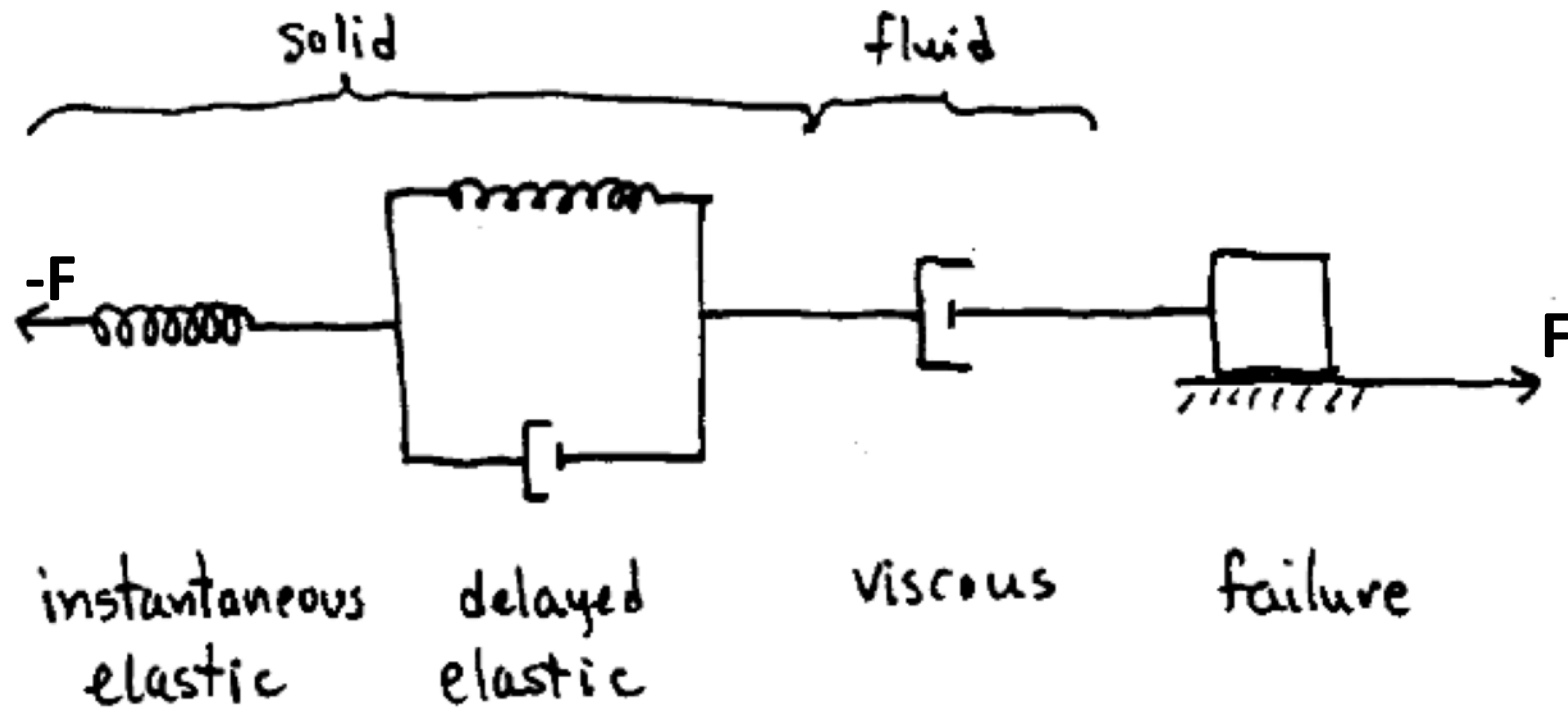 solid
fluid
-F
F
instantaneous
elastic
delayed
elastic
viscous
failure